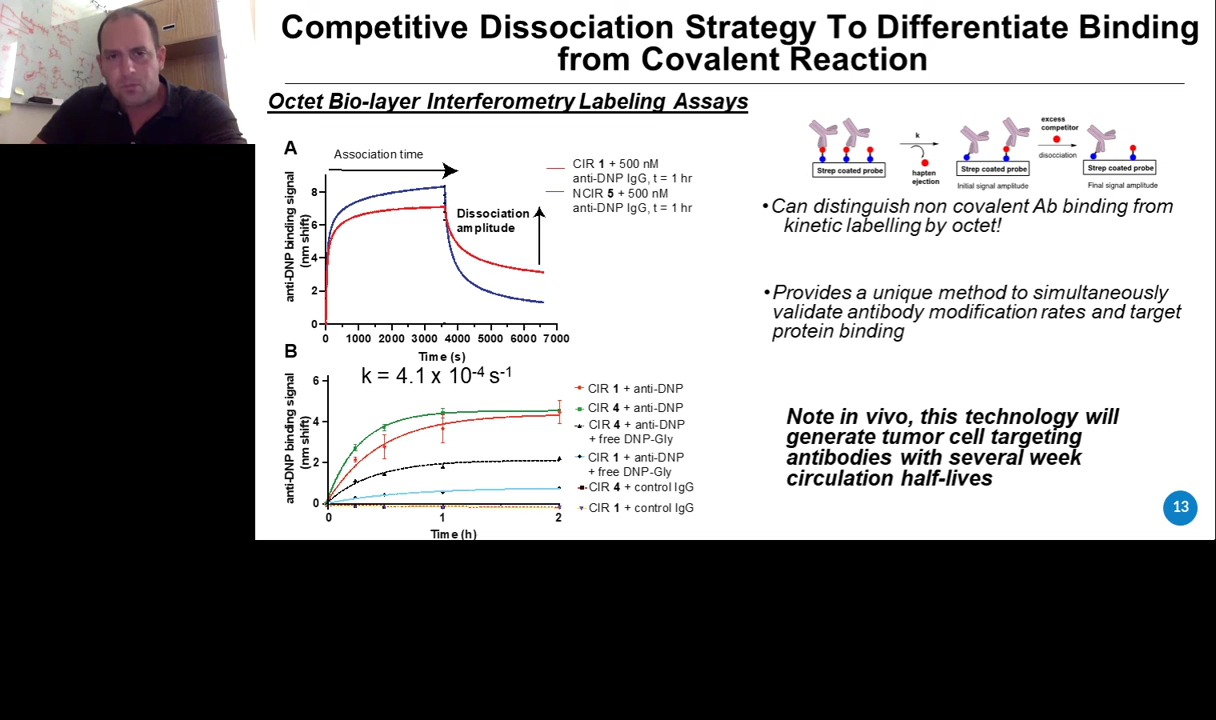 Competitive Dissociation Strategy To Differentiate Binding
from Covalent Reaction
Octet Bio-layer Interferometry Labeling Assays
A
Association time
anti-DNP binding signal
(nm shift)
8
6
4
2
0
0 1000 2000 3000 4000 5000 6000 7000
Time (s)
Dissociation
amplitude
CIR 1 + 500 nM
anti-DNP IgG, t = 1 hr
NCIR 5 + 500 nM
anti-DNP IgG, t = 1 hr
B
k = 4.1 x 10-4 s-1
anti-DNP binding signal
(nm shift)
6
4
2
0
0 1 2
Time (h)
CIR 1 + anti-DNP
CIR 4 + anti-DNP
CIR 4 + anti-DNP
+ free DNP-Gly
CIR 1 + anti-DNP
+ free DNP-Gly
CIR 4 + control IgG
CIR 1 + control IgG
Strep coated probe
k
hapten
ejection
Strep coated probe
Initial signal amplitude
excess
competitor
disocciation
Strep coated probe
Final signal amplitude
•Can distinguish non covalent Ab binding from
kinetic labelling by octet!
•Provides a unique method to simultaneously
validate antibody modification rates and target
protein binding
Note in vivo, this technology will
generate tumor cell targeting
antibodies with several week
circulation half-lives
13